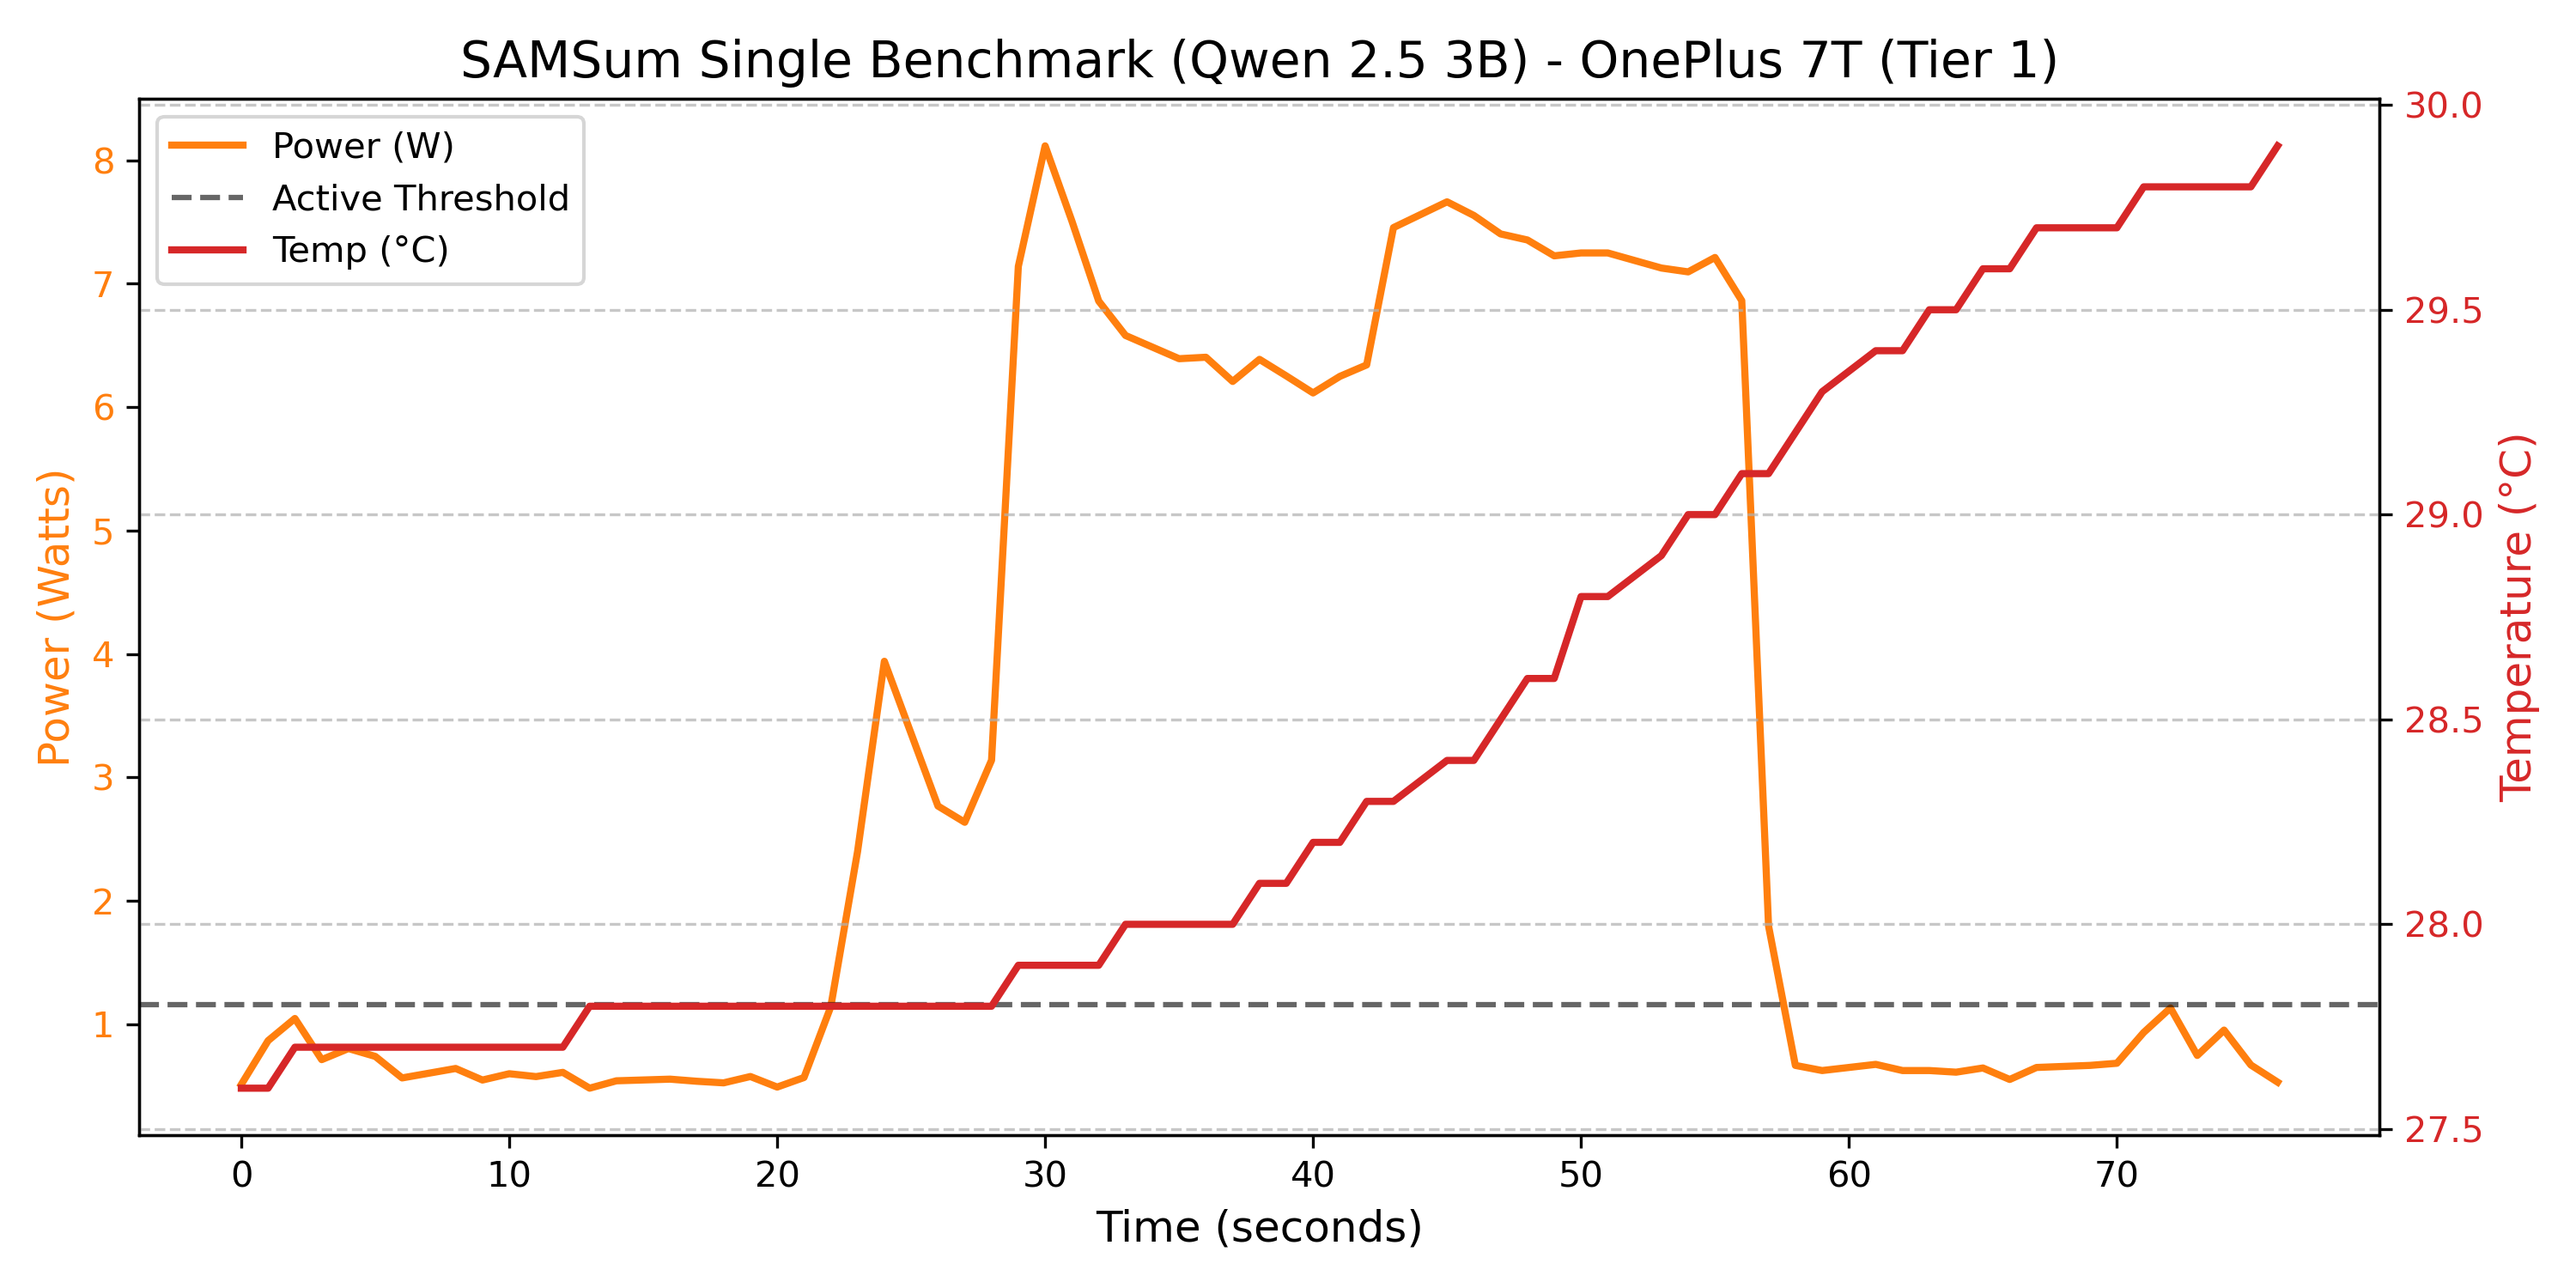 SAMSum Single Benchmark (Qwen 2.5 3B) - OnePlus 7T (Tier 1)
Power (W)
Active Threshold
Temp (°C)
8
7
6
5
4
3
2
1
Power (Watts)
30.0
29.5
29.0
28.5
28.0
27.5
Temperature (°C)
0 10 20 30 40 50 60 70
Time (seconds)